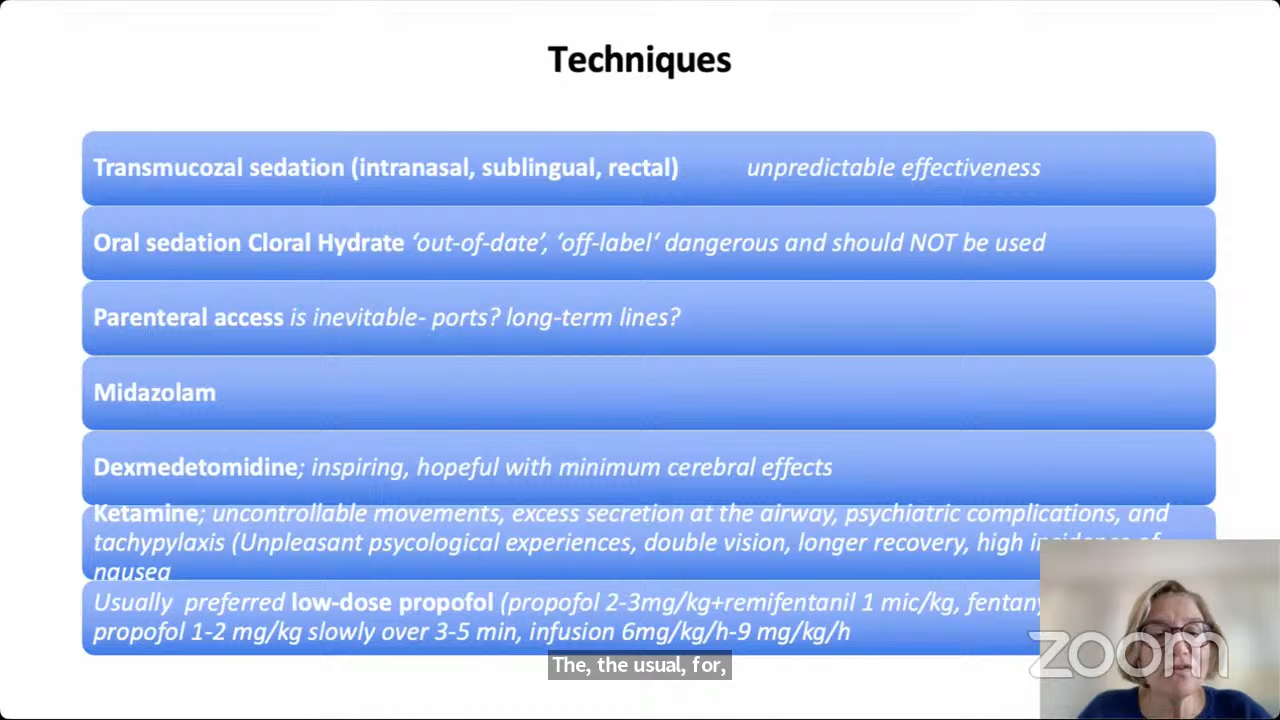 Techniques
Transmucozal sedation (intranasal, sublingual, rectal) unpredictable effectiveness
Oral sedation Cloral Hydrate ‘out-of-date’, ‘off-label‘ dangerous and should NOT be used
Parenteral access is inevitable- ports? long-term lines?
Midazolam
Dexmedetomidine; inspiring, hopeful with minimum cerebral effects
Ketamine; uncontrollable movements, excess secretion at the airway, psychiatric complications, and
tachypylaxis (Unpleasant psycological experiences, double vision, longer recovery, high incidence of
nausea
Usually preferred low-dose propofol (propofol 2-3mg/kg+remifentanil 1 mic/kg,
propofol 1-2 mg/kg slowly over 3-5 min, infusion 6mg/kg/h-9 mg/kg/h
The, the usual, for,
zoom